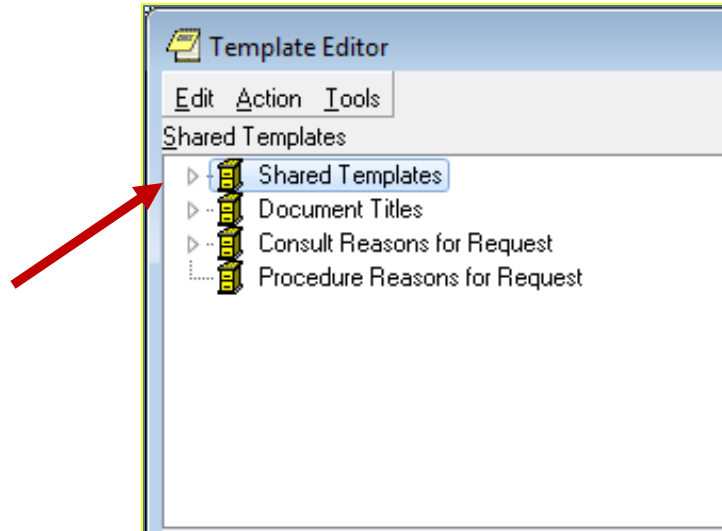 Template Editor
Edit Action Tools
Shared Templates
Shared Templates
Document Titles
Consult Reasons for Request
Procedure Reasons for Request